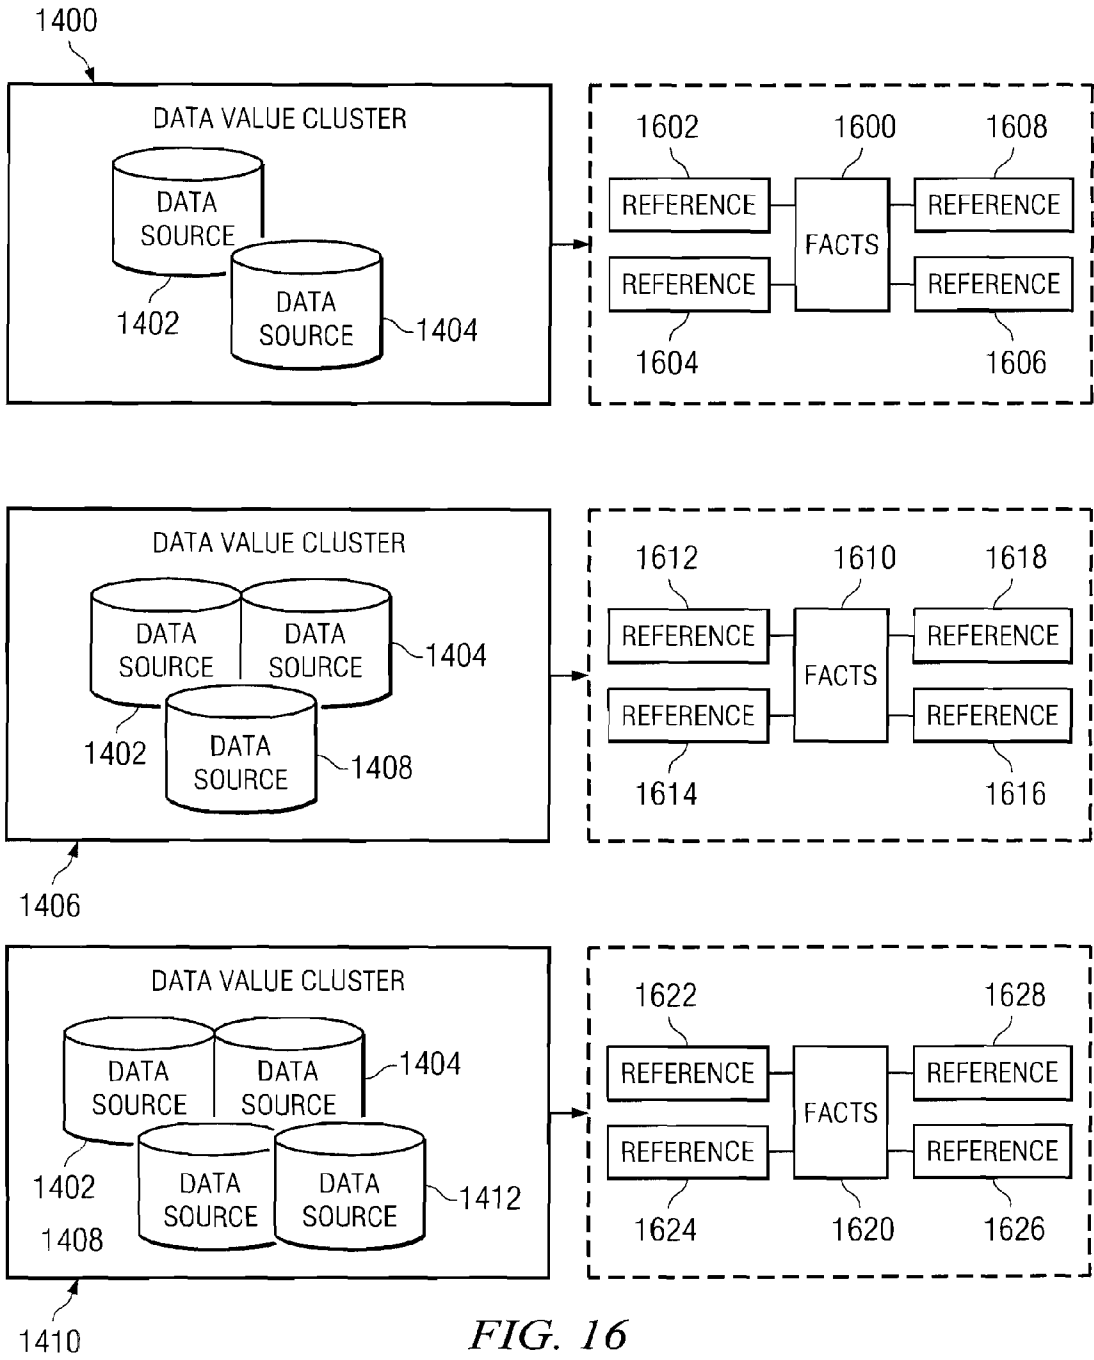 1400
DATA VALUE CLUSTER
DATA
SOURCE
1402
DATA
SOURCE
1404
1602
1600
1608
REFERENCE
FACTS
REFERENCE
REFERENCE
REFERENCE
1604
1606
DATA VALUE CLUSTER
DATA
SOURCE
DATA
SOURCE
1404
1402
DATA
SOURCE
1408
1406
1612
1610
1618
REFERENCE
FACTS
REFERENCE
REFERENCE
REFERENCE
1614
1616
DATA VALUE CLUSTER
DATA
SOURCE
DATA
SOURCE
1404
1402
DATA
SOURCE
DATA
SOURCE
1412
1408
1410
1622
1628
REFERENCE
FACTS
REFERENCE
REFERENCE
REFERENCE
1624
1620
1626
FIG. 16